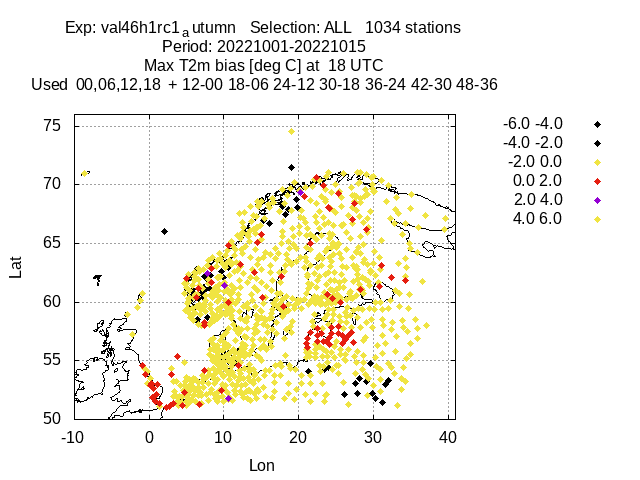 Exp: val46h1rc1autumn Selection: ALL 1034 stations
Period: 20221001-20221015
Max T2m bias [deg C] at 18 UTC
Used 00,06,12,18 + 12-00 18-06 24-12 30-18 36-24 42-30 48-36
-6.0 -4.0
-4.0 -2.0
-2.0 0.0
0.0 2.0
2.0 4.0
4.0 6.0
75
70
65
60
55
50
Lat
-10 0 10 20 30 40
Lon